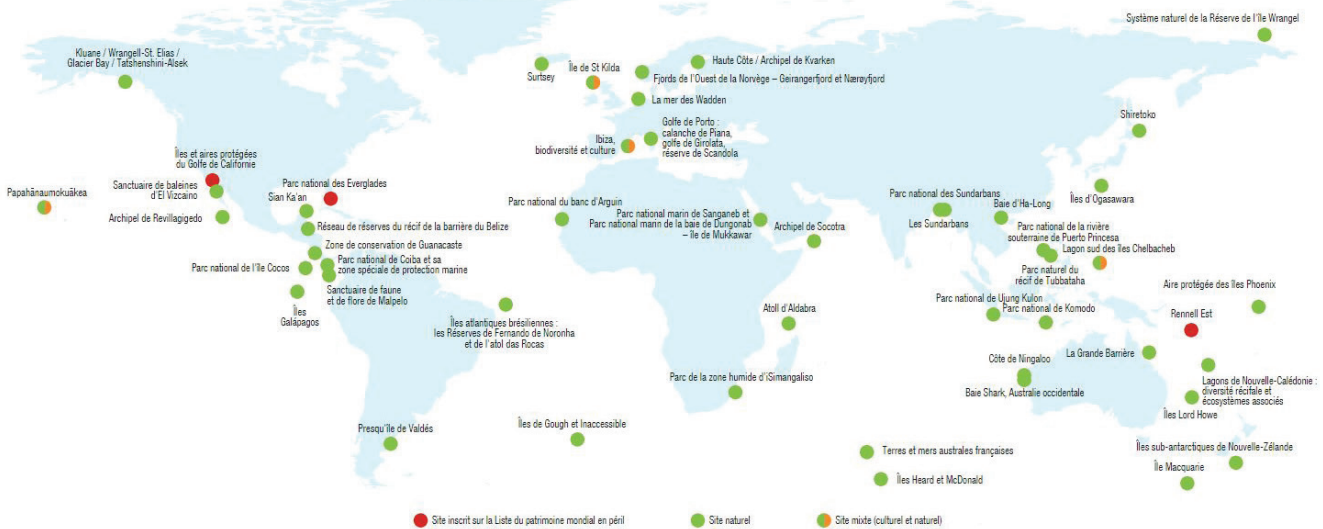 Système naturel de la Réserve de l'île Wrangel
Kluane / Wrangell-St. Elias /
Glacier Bay / Tatshenshini-Alsek
Surtsey
Île de St Kilda
Haute Côte / Archipel de Kvarken
Fjords de l'Ouest de la Norvège – Geirangerfjord et Nærøyfjord
La mer des Wadden
Shiretoko
Ibiza,
biodiversité et culture
Golfe de Porto :
calanche de Piana,
golfe de Girolata,
réserve de Scandola
Îles et aires protégées
du Golfe de Californie
Papahānaumokuākea
Sanctuaire de baleines
d'El Vizcaino
Parc national des Everglades
Sian Ka'an
Archipel de Revillagigedo
Réseau de réserves du récif de la barrière du Belize
Parc national du banc d'Arguin
Parc national marin de Sanganeb et
Parc national marin de la baie de Dungonab
– île de Mukkawar
Archipel de Socotra
Parc national des Sundarbans
Les Sundarbans
Baie d'Ha-Long
Îles d'Ogasawara
Parc national de la rivière
souterraine de Puerto Princesa
Lagon sud des îles Chelbacheb
Parc naturel du
récif de Tubbataha
Zone de conservation de Guanacaste
Parc national de l'île Cocos
Parc national de Coiba et sa
zone spéciale de protection marine
Sanctuaire de faune
et de flore de Malpelo
Îles
Galápagos
Îles atlantiques brésiliennes :
les Réserves de Fernando de Noronha
et de l'atol das Rocas
Atoll d'Aldabra
Parc national de Ujung Kulon
Parc national de Komodo
Aire protégée des îles Phoenix
Rennell Est
La Grande Barrière
Côte de Ningaloo
Baie Shark, Australie occidentale
Lagons de Nouvelle-Calédonie :
diversité récifale et
écosystèmes associés
Îles Lord Howe
Parc de la zone humide d'iSimangaliso
Presqu'île de Valdés
Îles de Gough et Inaccessible
Terres et mers australes françaises
Îles Heard et McDonald
Îles sub-antarctiques de Nouvelle-Zélande
Île Macquarie
Site inscrit sur la Liste du patrimoine mondial en péril
Site naturel
Site mixte (culturel et naturel)